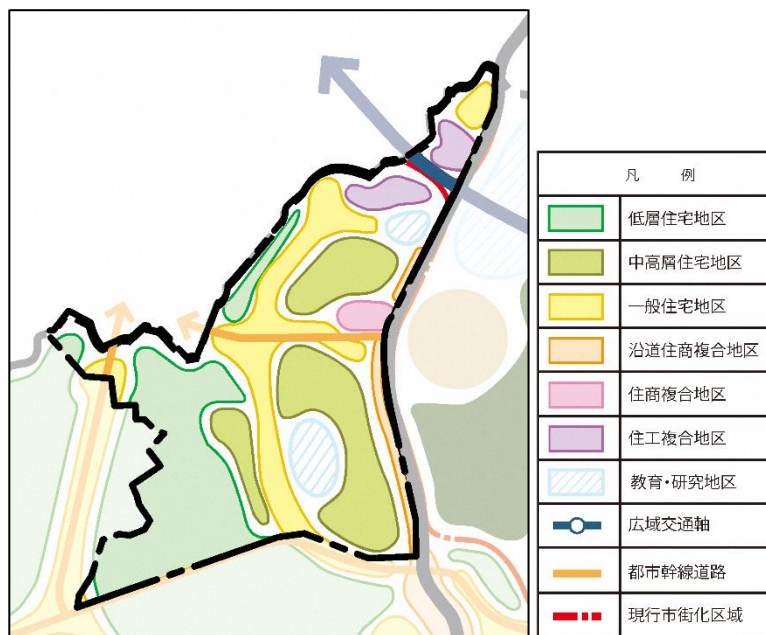 凡 例
低層住宅地区
中高層住宅地区
一般住宅地区
沿道住商複合地区
住商複合地区
住工複合地区
教育・研究地区
広域交通軸
都市幹線道路
現行市街化区域